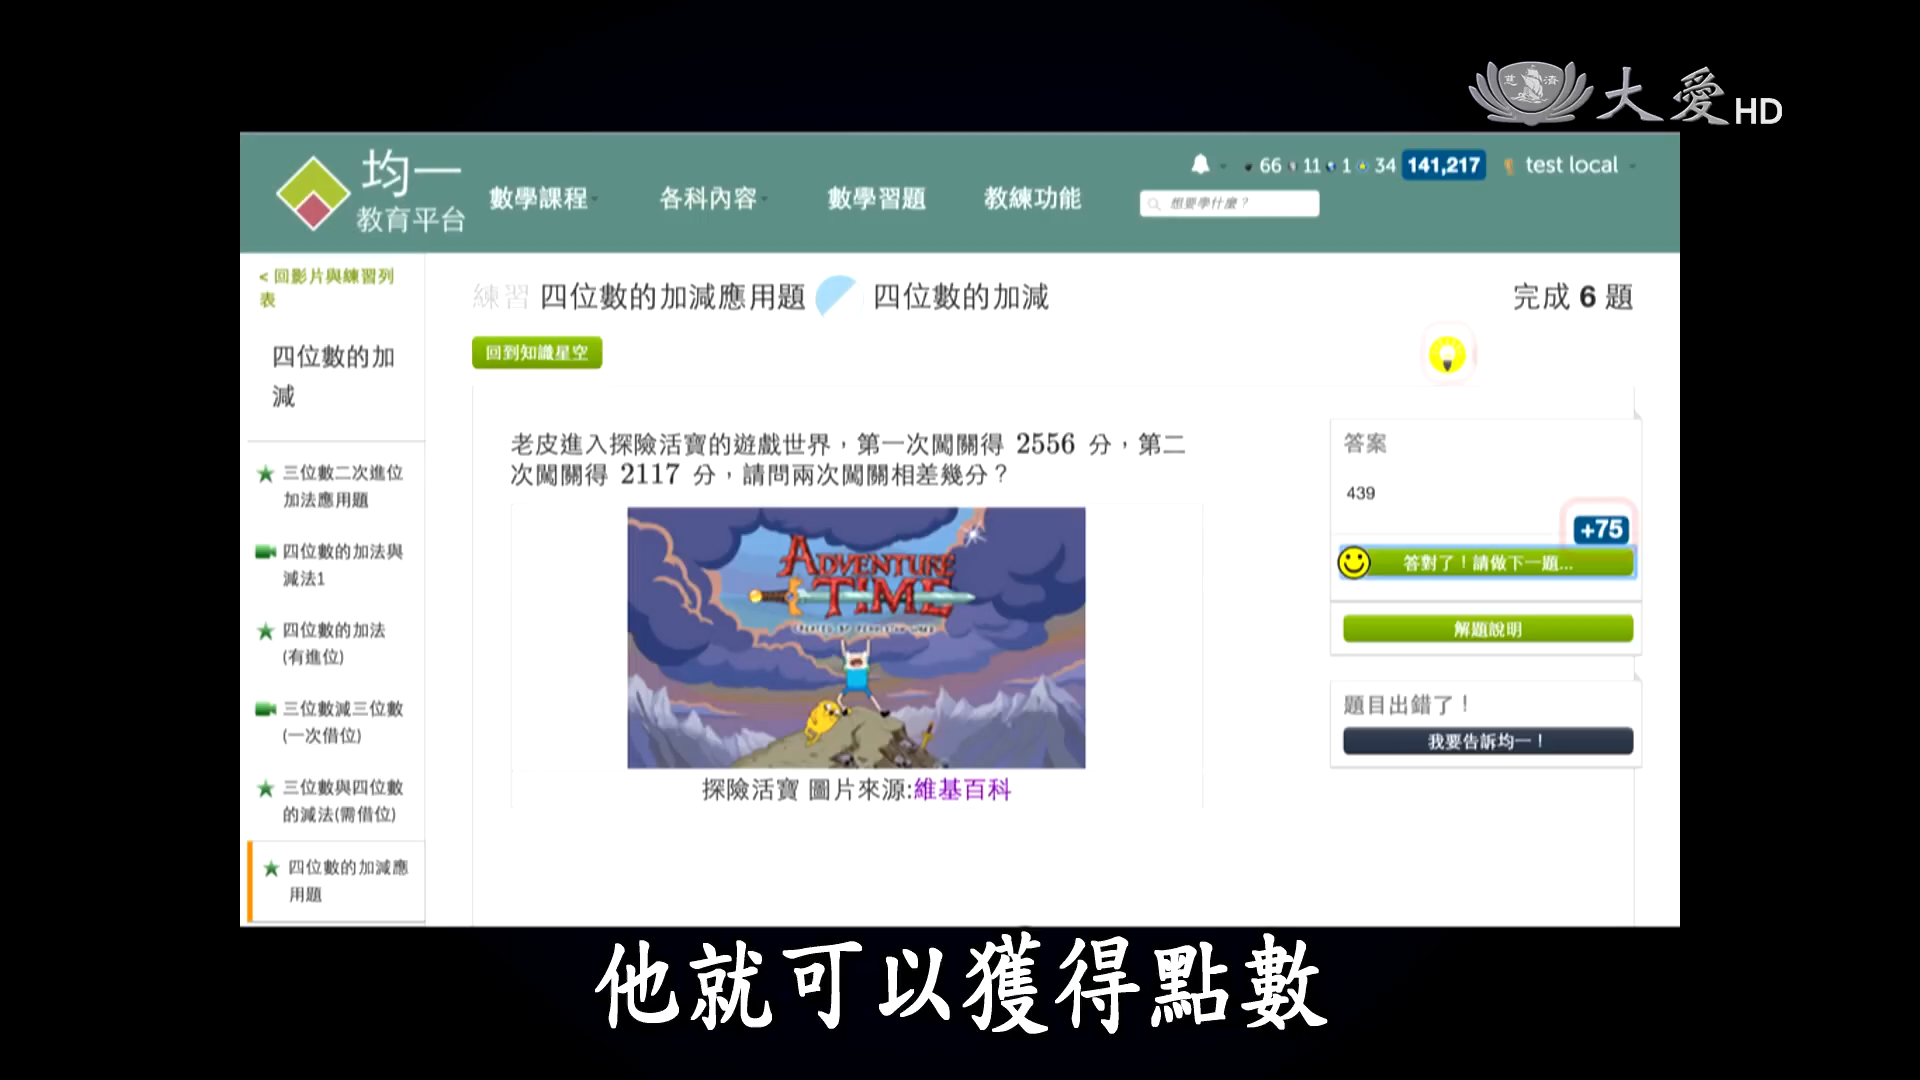 慈濟
大愛HD
均一
教育平台
數學課程
各科內容
數學習題
教練功能
66 11 1 34 141,217 test local
想要學什麼?
< 回影片與練習列
表
四位數的加
減
三位數二次進位
加法應用題
四位數的加法與
減法1
四位數的加法
(有進位)
三位數減三位數
(一次借位)
三位數與四位數
的減法(需借位)
四位數的加減應
用題
練習 四位數的加減應用題 四位數的加減
完成 6 題
回到知識星空
老皮進入探險活寶的遊戲世界，第一次闖關得 2556 分，第二
次闖關得 2117 分，請問兩次闖關相差幾分？
ADVENTURE
TIME
CREATED BY PENDLETON WARD
探險活寶 圖片來源:維基百科
答案
439
+75
答對了！請做下一題...
解題說明
題目出錯了！
我要告訴均一！
他就可以獲得點數